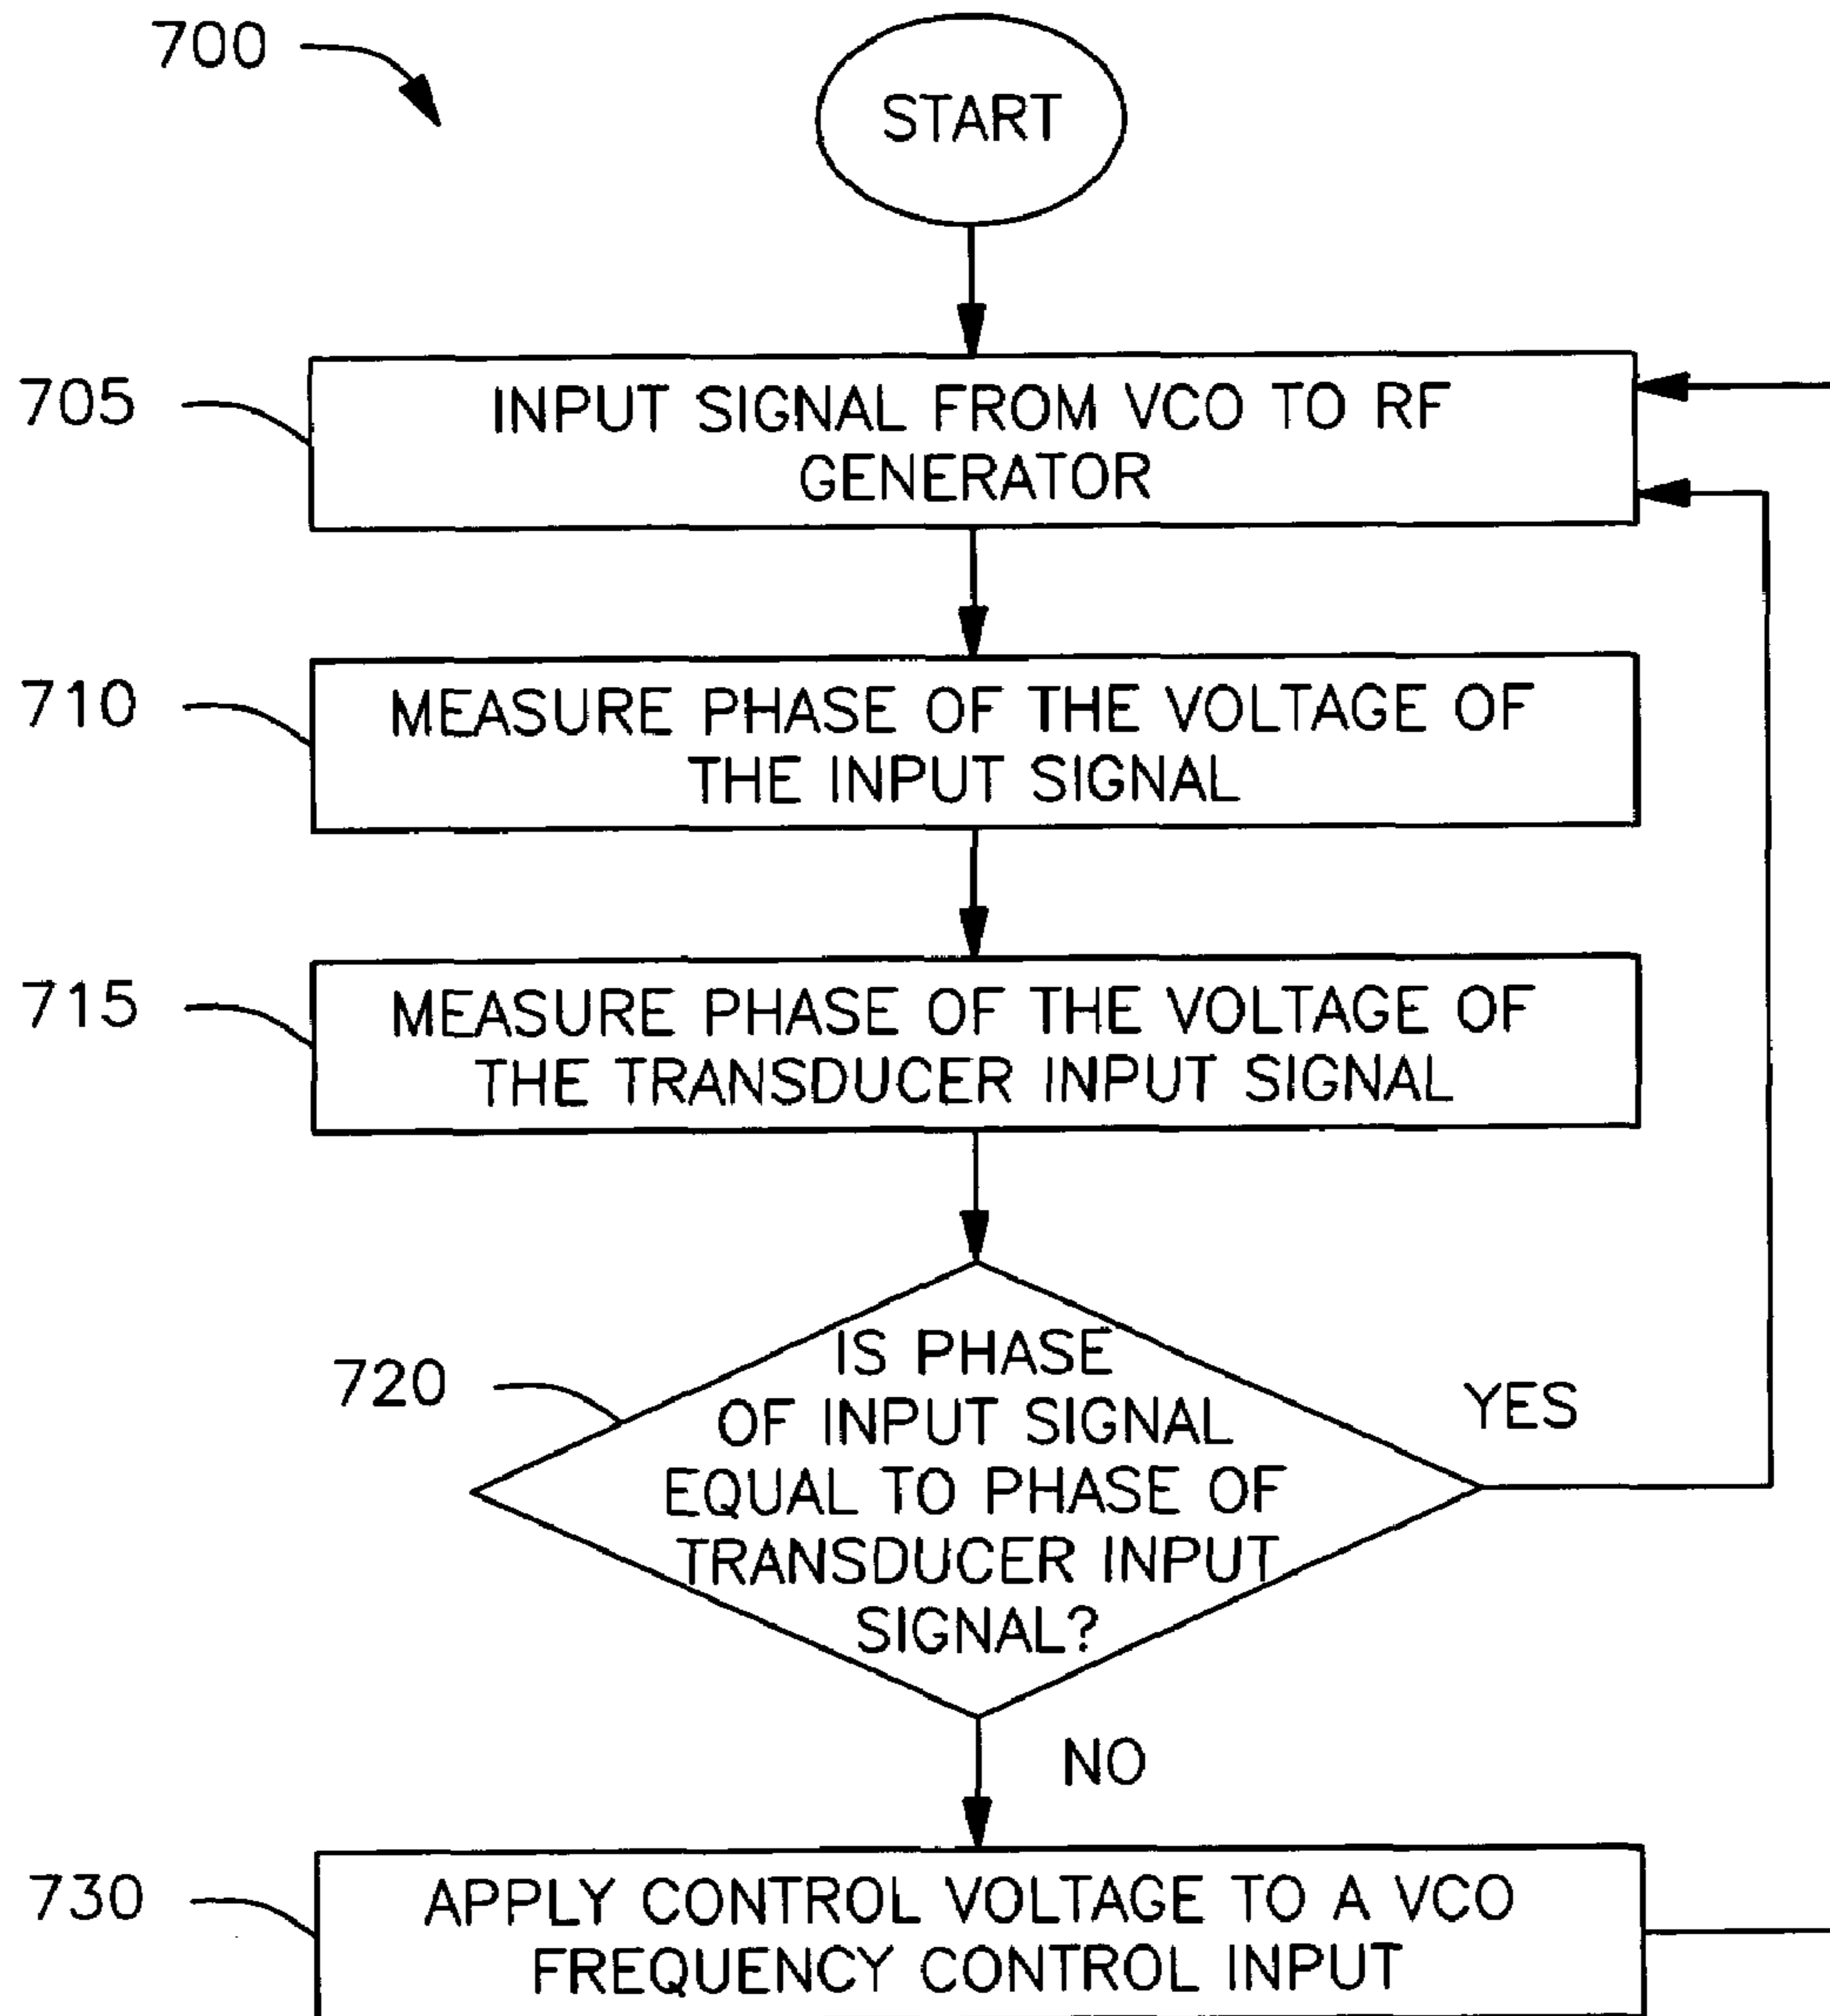 700
START
705
INPUT SIGNAL FROM VCO TO RF
GENERATOR
710
MEASURE PHASE OF THE VOLTAGE OF
THE INPUT SIGNAL
715
MEASURE PHASE OF THE VOLTAGE OF
THE TRANSDUCER INPUT SIGNAL
720
IS PHASE
OF INPUT SIGNAL
EQUAL TO PHASE OF
TRANSDUCER INPUT
SIGNAL?
YES
NO
730
APPLY CONTROL VOLTAGE TO A VCO
FREQUENCY CONTROL INPUT